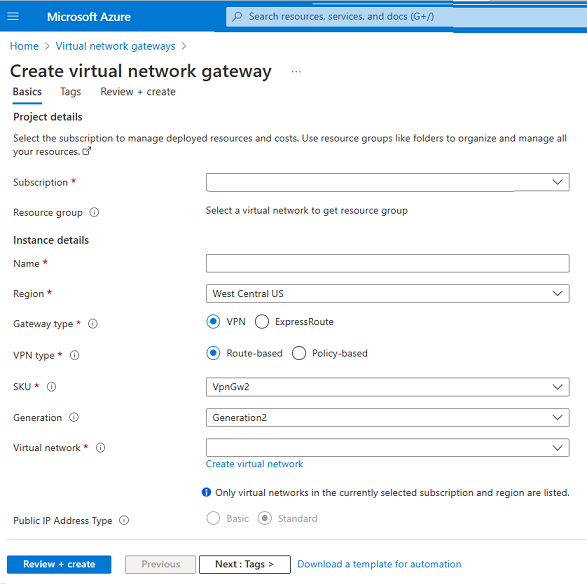 Microsoft Azure
Search resources, services, and docs (G+/)
Home > Virtual network gateways >
Create virtual network gateway ...
Basics Tags Review + create
Project details
Select the subscription to manage deployed resources and costs. Use resource groups like folders to organize and manage all
your resources.
Subscription *
Resource group Select a virtual network to get resource group
Instance details
Name *
Region * West Central US
Gateway type * VPN ExpressRoute
VPN type * Route-based Policy-based
SKU * VpnGw2
Generation Generation2
Virtual network *
Create virtual network
Only virtual networks in the currently selected subscription and region are listed.
Public IP Address Type Basic Standard
Review + create Previous Next : Tags > Download a template for automation